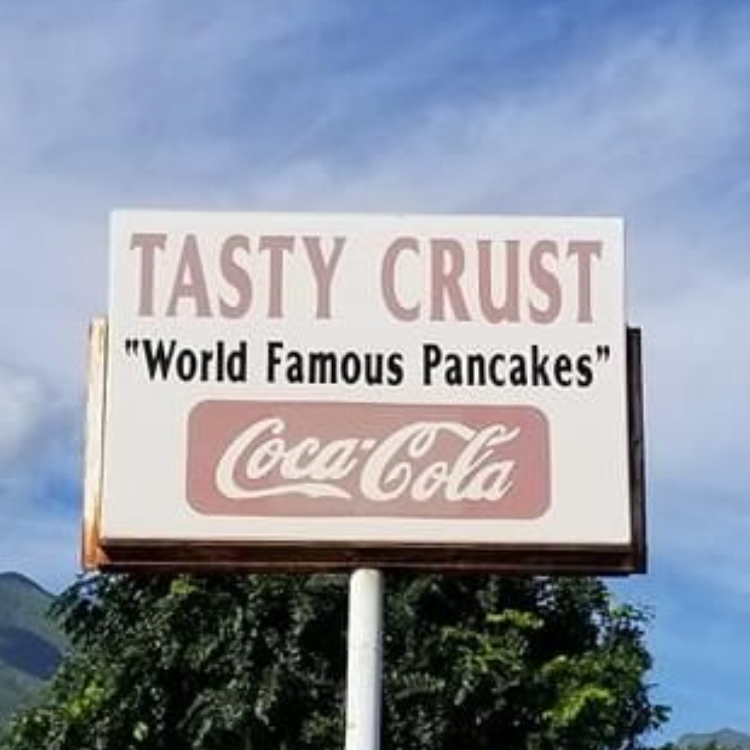 TASTY CRUST
"World Famous Pancakes"
Coca-Cola